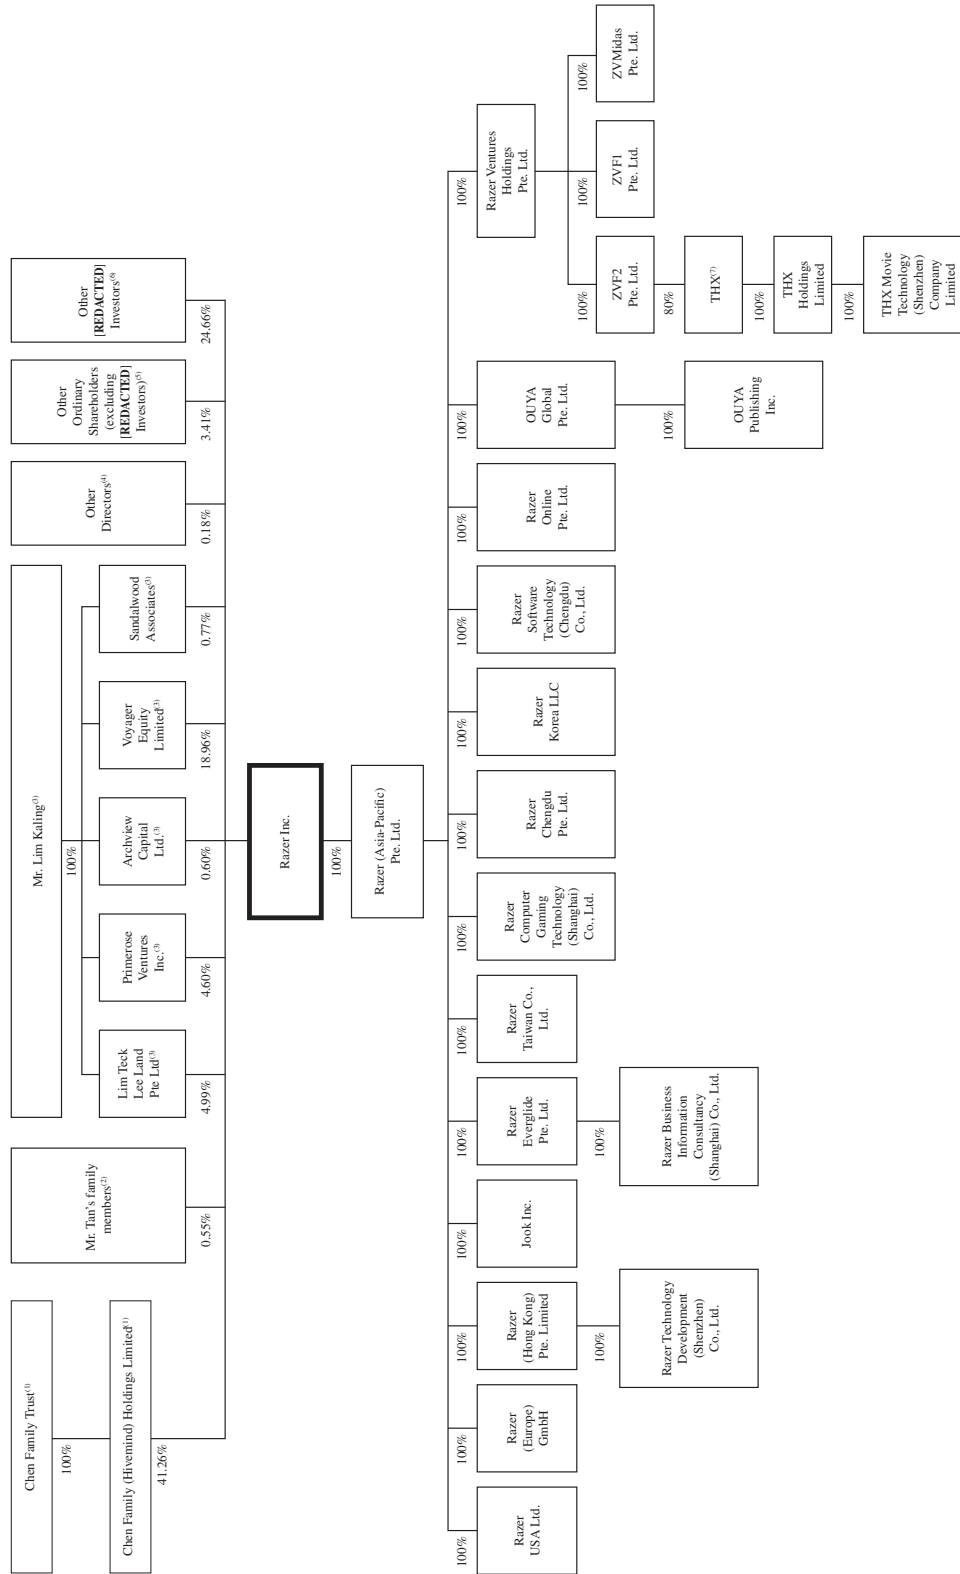 Chen Family Trust(1)
100%
Chen Family (Hivemind) Holdings Limited(1)
41.26%
Mr. Tan's family
members(2)
0.55%
Mr. Lim Kaling(3)
100%
Lim Teck
Lee Land
Pte Ltd(3)
4.99%
Primerose
Ventures
Inc.(3)
4.60%
Archview
Capital
Ltd.(3)
0.60%
Voyager
Equity
Limited(3)
18.96%
Sandalwood
Associates(3)
0.77%
Other
Directors(4)
0.18%
Other
Ordinary
Shareholders
(excluding
[REDACTED]
Investors)(5)
3.41%
Other
[REDACTED]
Investors(6)
24.66%
Razer Inc.
100%
Razer (Asia-Pacific)
Pte. Ltd.
100%
Razer
USA Ltd.
100%
Razer
(Europe)
GmbH
100%
Razer
(Hong Kong)
Pte. Limited
100%
Razer Technology
Development
(Shenzhen)
Co., Ltd.
100%
Jook Inc.
100%
Razer
Everglide
Pte. Ltd.
100%
Razer Business
Information
Consultancy
(Shanghai) Co., Ltd.
100%
Razer
Taiwan Co.,
Ltd.
100%
Razer
Computer
Gaming
Technology
(Shanghai)
Co., Ltd.
100%
Razer
Chengdu
Pte. Ltd.
100%
Razer
Korea LLC
100%
Razer
Software
Technology
(Chengdu)
Co., Ltd.
100%
Razer
Online
Pte. Ltd.
100%
OUYA
Global
Pte. Ltd.
100%
OUYA
Publishing
Inc.
100%
Razer Ventures
Holdings
Pte. Ltd.
100%
ZVF2
Pte. Ltd.
80%
THX(7)
100%
THX
Holdings
Limited
100%
THX Movie
Technology
(Shenzhen)
Company
Limited
100%
ZVF1
Pte. Ltd.
100%
ZVMidas
Pte. Ltd.